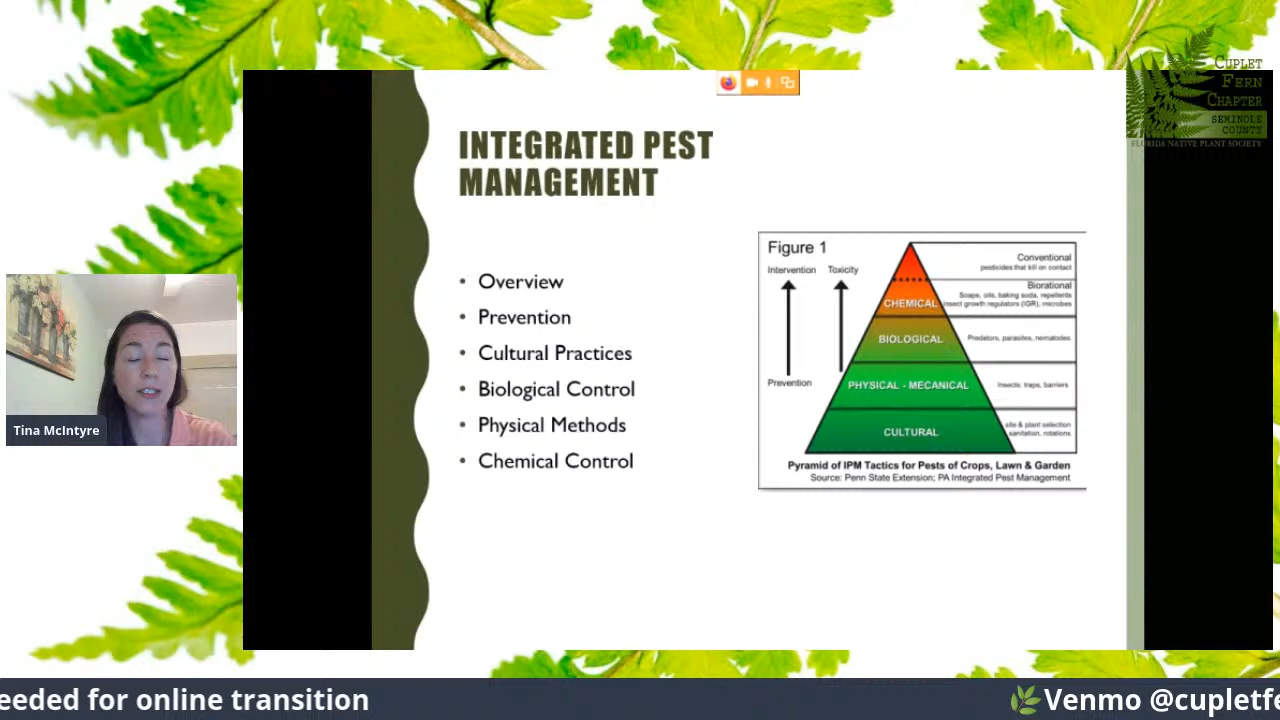 CUPLET
FERN
CHAPTER
SEMINOLE
COUNTY
FLORIDA NATIVE PLANT SOCIETY
INTEGRATED PEST
MANAGEMENT
• Overview
• Prevention
• Cultural Practices
• Biological Control
• Physical Methods
• Chemical Control
Figure 1
Intervention
Toxicity
Prevention
Conventional
pesticides that kill on contact
Biorational
Soaps, oils, baking soda, repellents
insect growth regulators (IGR), microbes
CHEMICAL
BIOLOGICAL
Predators, parasites, nematodes
PHYSICAL - MECANICAL
Insects: traps, barriers
CULTURAL
site & plant selection
sanitation, rotations
Pyramid of IPM Tactics for Pests of Crops, Lawn & Garden
Source: Penn State Extension; PA Integrated Pest Management
Tina McIntyre
eeded for online transition
Venmo @cupletfe